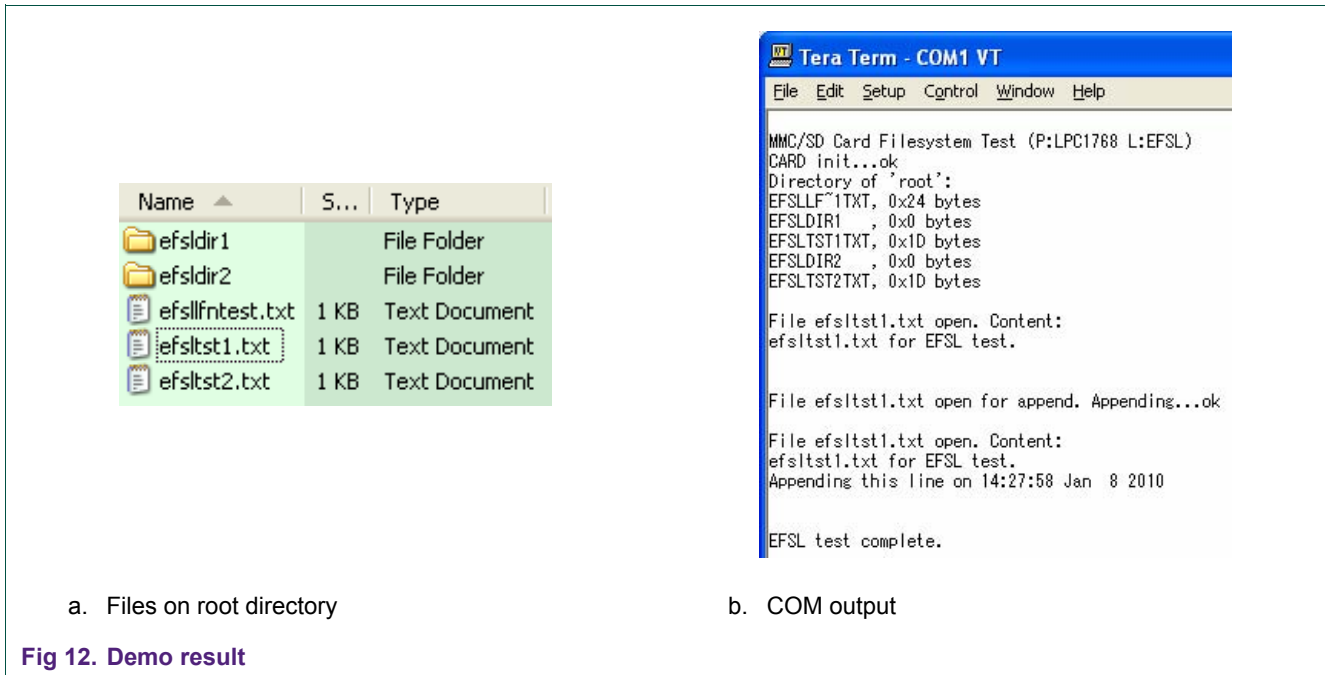 Name S... Type
efsldir1 File Folder
efsldir2 File Folder
efsllfntest.txt 1 KB Text Document
efsltst1.txt 1 KB Text Document
efsltst2.txt 1 KB Text Document
Tera Term - COM1 VT
File Edit Setup Control Window Help
MMC/SD Card Filesystem Test (P:LPC1768 L:EFSL)
CARD init...ok
Directory of 'root':
EFSLLF~1TXT, 0x24 bytes
EFSLDIR1   , 0x0 bytes
EFSLTST1TXT, 0x1D bytes
EFSLDIR2   , 0x0 bytes
EFSLTST2TXT, 0x1D bytes
File efsltst1.txt open. Content:
efsltst1.txt for EFSL test.
File efsltst1.txt open for append. Appending...ok
File efsltst1.txt open. Content:
efsltst1.txt for EFSL test.
Appending this line on 14:27:58 Jan  8 2010
EFSL test complete.
a. Files on root directory
b. COM output
Fig 12. Demo result